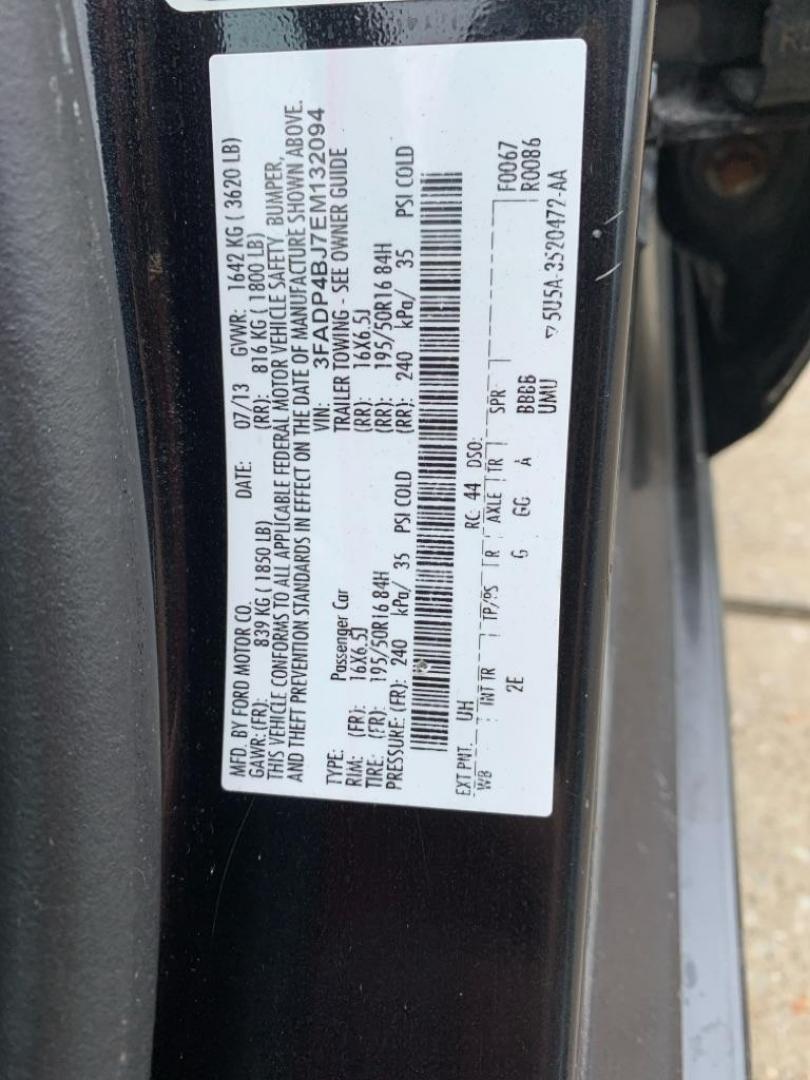 MFD. BY FORD MOTOR CO. DATE: 07/13 GVWR: 1642 KG ( 3620 LB)
GAWR: (FR): 839 KG ( 1850 LB) (RR): 816 KG ( 1800 LB)
THIS VEHICLE CONFORMS TO ALL APPLICABLE FEDERAL MOTOR VEHICLE SAFETY, BUMPER,
AND THEFT PREVENTION STANDARDS IN EFFECT ON THE DATE OF MANUFACTURE SHOWN ABOVE.
VIN: 3FADP4BJ7EM132094
TYPE: Passenger Car TRAILER TOWING - SEE OWNER GUIDE
RIM: (FR): 16X6.5J (RR): 16X6.5J
TIRE: (FR): 195/50R16 84H (RR): 195/50R16 84H
PRESSURE: (FR): 240 kPa/ 35 PSI COLD (RR): 240 kPa/ 35 PSI COLD
EXT PNT: UH RC: 44 DSO: F0067
WB INT TR TP/PS R AXLE TR SPR R0086
2E G GG A BBBB
UMU
▽ 5U5A-3520472-AA